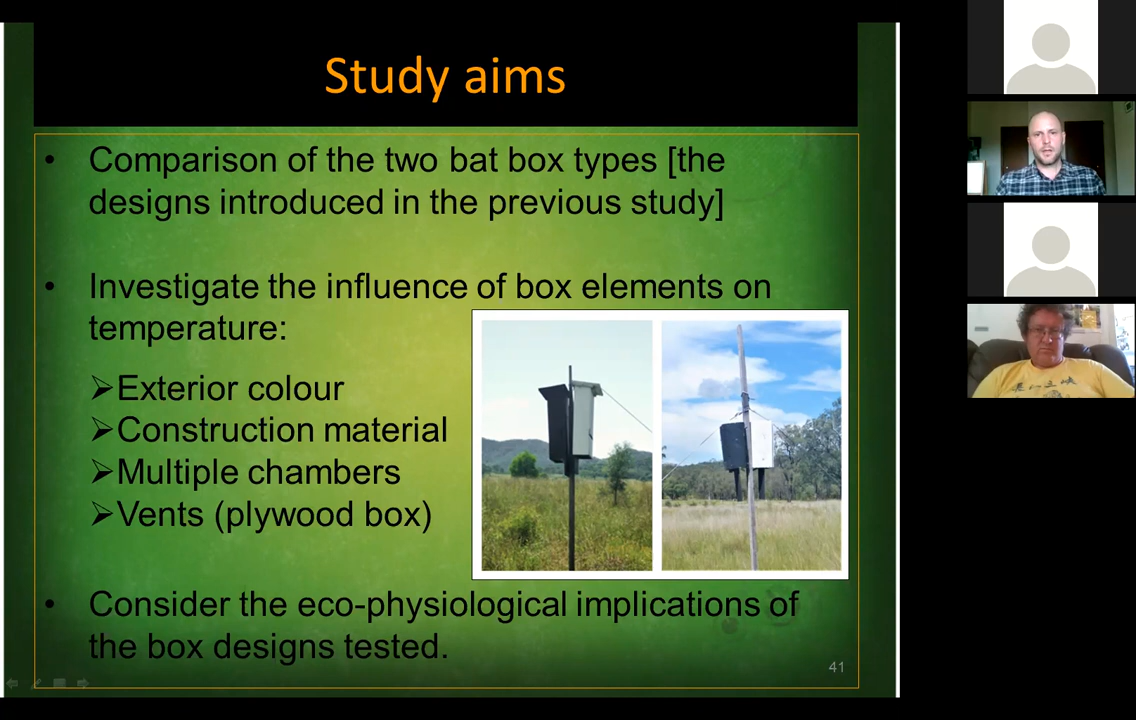 Study aims
• Comparison of the two bat box types [the
designs introduced in the previous study]
• Investigate the influence of box elements on
temperature:
➢Exterior colour
➢Construction material
➢Multiple chambers
➢Vents (plywood box)
• Consider the eco-physiological implications of
the box designs tested.
41